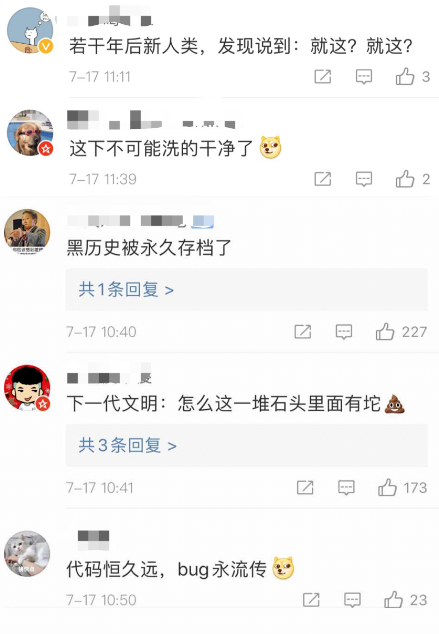 若干年后新人类，发现说到：就这？就这？
7-17 11:11
3
这下不可能洗的干净了
7-17 11:39
2
黑历史被永久存档了
共1条回复 >
7-17 10:40
227
下一代文明：怎么这一堆石头里面有坨
共3条回复 >
7-17 10:41
173
代码恒久远，bug永流传
7-17 10:50
23